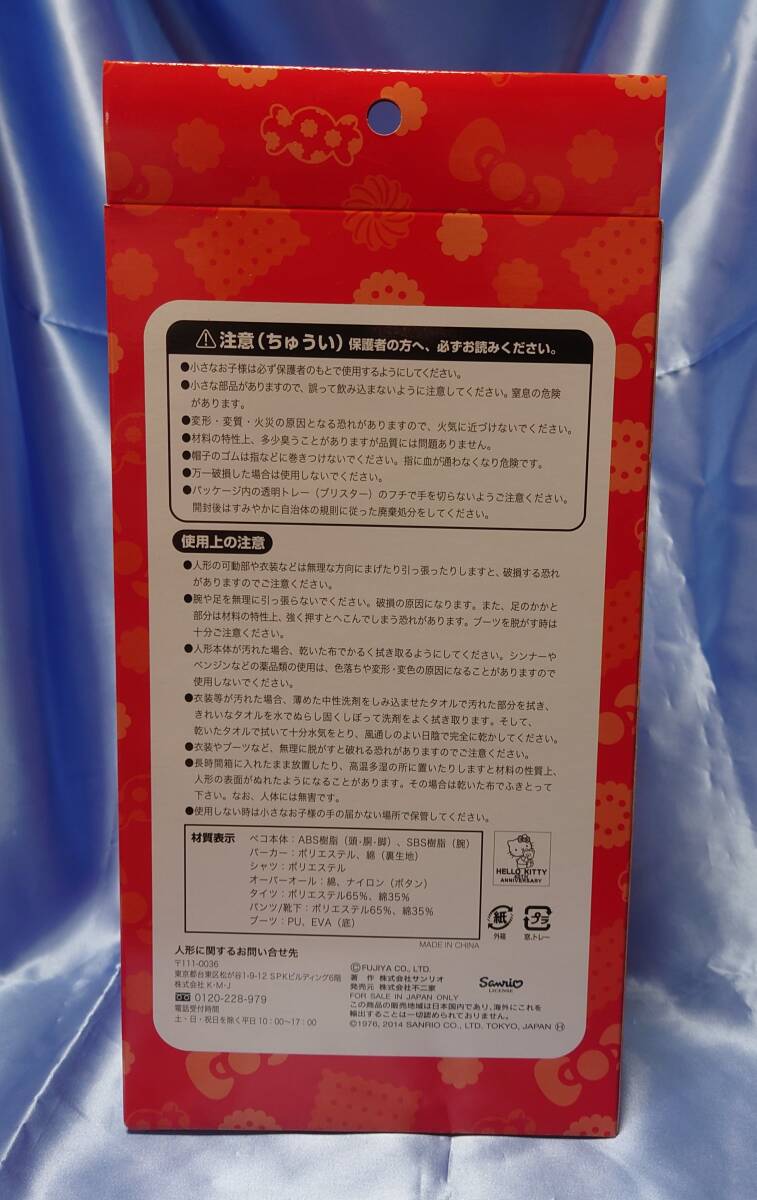 ⚠ 注意（ちゅうい）保護者の方へ、必ずお読みください。
●小さなお子様は必ず保護者のもとで使用するようにしてください。
●小さな部品がありますので、誤って飲み込まないように注意してください。窒息の危険
があります。
●変形・変質・火災の原因となる恐れがありますので、火気に近づけないでください。
●材料の特性上、多少臭うことがありますが品質には問題ありません。
●帽子のゴムは指などに巻きつけないでください。指に血が通わなくなり危険です。
●万一破損した場合は使用しないでください。
●パッケージ内の透明トレー（ブリスター）のフチで手を切らないようご注意ください。
開封後はすみやかに自治体の規則に従った廃棄処分をしてください。
使用上の注意
●人形の可動部や衣装などは無理な方向にまげたり引っ張ったりしますと、破損する恐れ
がありますのでご注意ください。
●腕や足を無理に引っ張らないでください。破損の原因になります。また、足のかかと
部分は材料の特性上、強く押すとへこんでしまう恐れがあります。ブーツを脱がす時は
十分ご注意ください。
●人形本体が汚れた場合、乾いた布でかるく拭き取るようにしてください。シンナーや
ベンジンなどの薬品類の使用は、色落ちや変形・変色の原因になることがありますので
使用しないでください。
●衣装等が汚れた場合、薄めた中性洗剤をしみ込ませたタオルで汚れた部分を拭き、
きれいなタオルを水でぬらし固くしぼって洗剤をよく拭き取ります。そして、
乾いたタオルで拭いて十分水気をとり、風通しのよい日陰で完全に乾かしてください。
●衣装やブーツなど、無理に脱がすと破れる恐れがありますのでご注意ください。
●長時間箱に入れたまま放置したり、高温多湿の所に置いたりしますと材料の性質上、
人形の表面がぬれたようになることがあります。その場合は乾いた布でふきとって
下さい。なお、人体には無害です。
●使用しない時は小さなお子様の手の届かない場所で保管してください。
材質表示 ペコ本体：ABS樹脂（頭・胴・脚）、SBS樹脂（腕）
パーカー：ポリエステル、綿（裏生地）
シャツ：ポリエステル
オーバーオール：綿、ナイロン（ボタン）
タイツ：ポリエステル65%、綿35%
パンツ/靴下：ポリエステル65%、綿35%
ブーツ：PU、EVA（底）
HELLO KITTY
40TH
ANNIVERSARY
紙
外箱
プラ
窓、トレー
MADE IN CHINA
人形に関するお問い合せ先
〒111-0036
東京都台東区松が谷1-9-12 SPKビルディング6階
株式会社 K・M・J
0120-228-979
電話受付時間
土・日・祝日を除く平日 10：00〜17：00
©FUJIYA CO., LTD.
著 作 株式会社サンリオ
発売元 株式会社不二家
FOR SALE IN JAPAN ONLY
この商品の販売地域は日本国内であり、海外にこれを
輸出することは一切認められておりません。
©1976, 2014 SANRIO CO., LTD. TOKYO, JAPAN Ⓗ
Sanrio
LICENSE